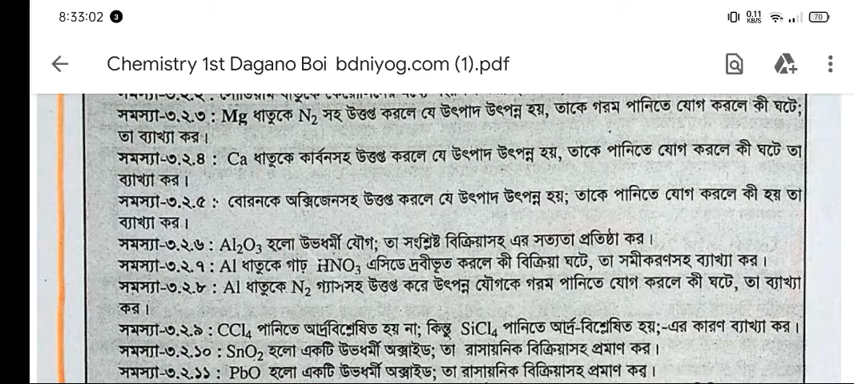 8:33:02 3 0.11 KB/S 70
Chemistry 1st Dagano Boi bdniyog.com (1).pdf
সমস্যা-৩.২.৩ : Mg ধাতুকে N₂ সহ উত্তপ্ত করলে যে উৎপাদ উৎপন্ন হয়, তাকে গরম পানিতে যোগ করলে কী ঘটে;
তা ব্যাখ্যা কর।
সমস্যা-৩.২.৪ : Ca ধাতুকে কার্বনসহ উত্তপ্ত করলে যে উৎপাদ উৎপন্ন হয়, তাকে পানিতে যোগ করলে কী ঘটে তা
ব্যাখ্যা কর।
সমস্যা-৩.২.৫ : বোরনকে অক্সিজেনসহ উত্তপ্ত করলে যে উৎপাদ উৎপন্ন হয়; তাকে পানিতে যোগ করলে কী হয় তা
ব্যাখ্যা কর।
সমস্যা-৩.২.৬ : Al₂O₃ হলো উভধর্মী যৌগ; তা সংশ্লিষ্ট বিক্রিয়াসহ এর সত্যতা প্রতিষ্ঠা কর।
সমস্যা-৩.২.৭ : Al ধাতুকে গাঢ় HNO₃ এসিডে দ্রবীভূত করলে কী বিক্রিয়া ঘটে, তা সমীকরণসহ ব্যাখ্যা কর।
সমস্যা-৩.২.৮ : Al ধাতুকে N₂ গ্যাসসহ উত্তপ্ত করে উৎপন্ন যৌগকে গরম পানিতে যোগ করলে কী ঘটে, তা ব্যাখ্যা
কর।
সমস্যা-৩.২.৯ : CCl₄ পানিতে আর্দ্রবিশ্লেষিত হয় না; কিন্তু SiCl₄ পানিতে আর্দ্র-বিশ্লেষিত হয়;-এর কারণ ব্যাখ্যা কর।
সমস্যা-৩.২.১০ : SnO₂ হলো একটি উভধর্মী অক্সাইড; তা রাসায়নিক বিক্রিয়াসহ প্রমাণ কর।
সমস্যা-৩.২.১১ : PbO হলো একটি উভধর্মী অক্সাইড; তা রাসায়নিক বিক্রিয়াসহ প্রমাণ কর।